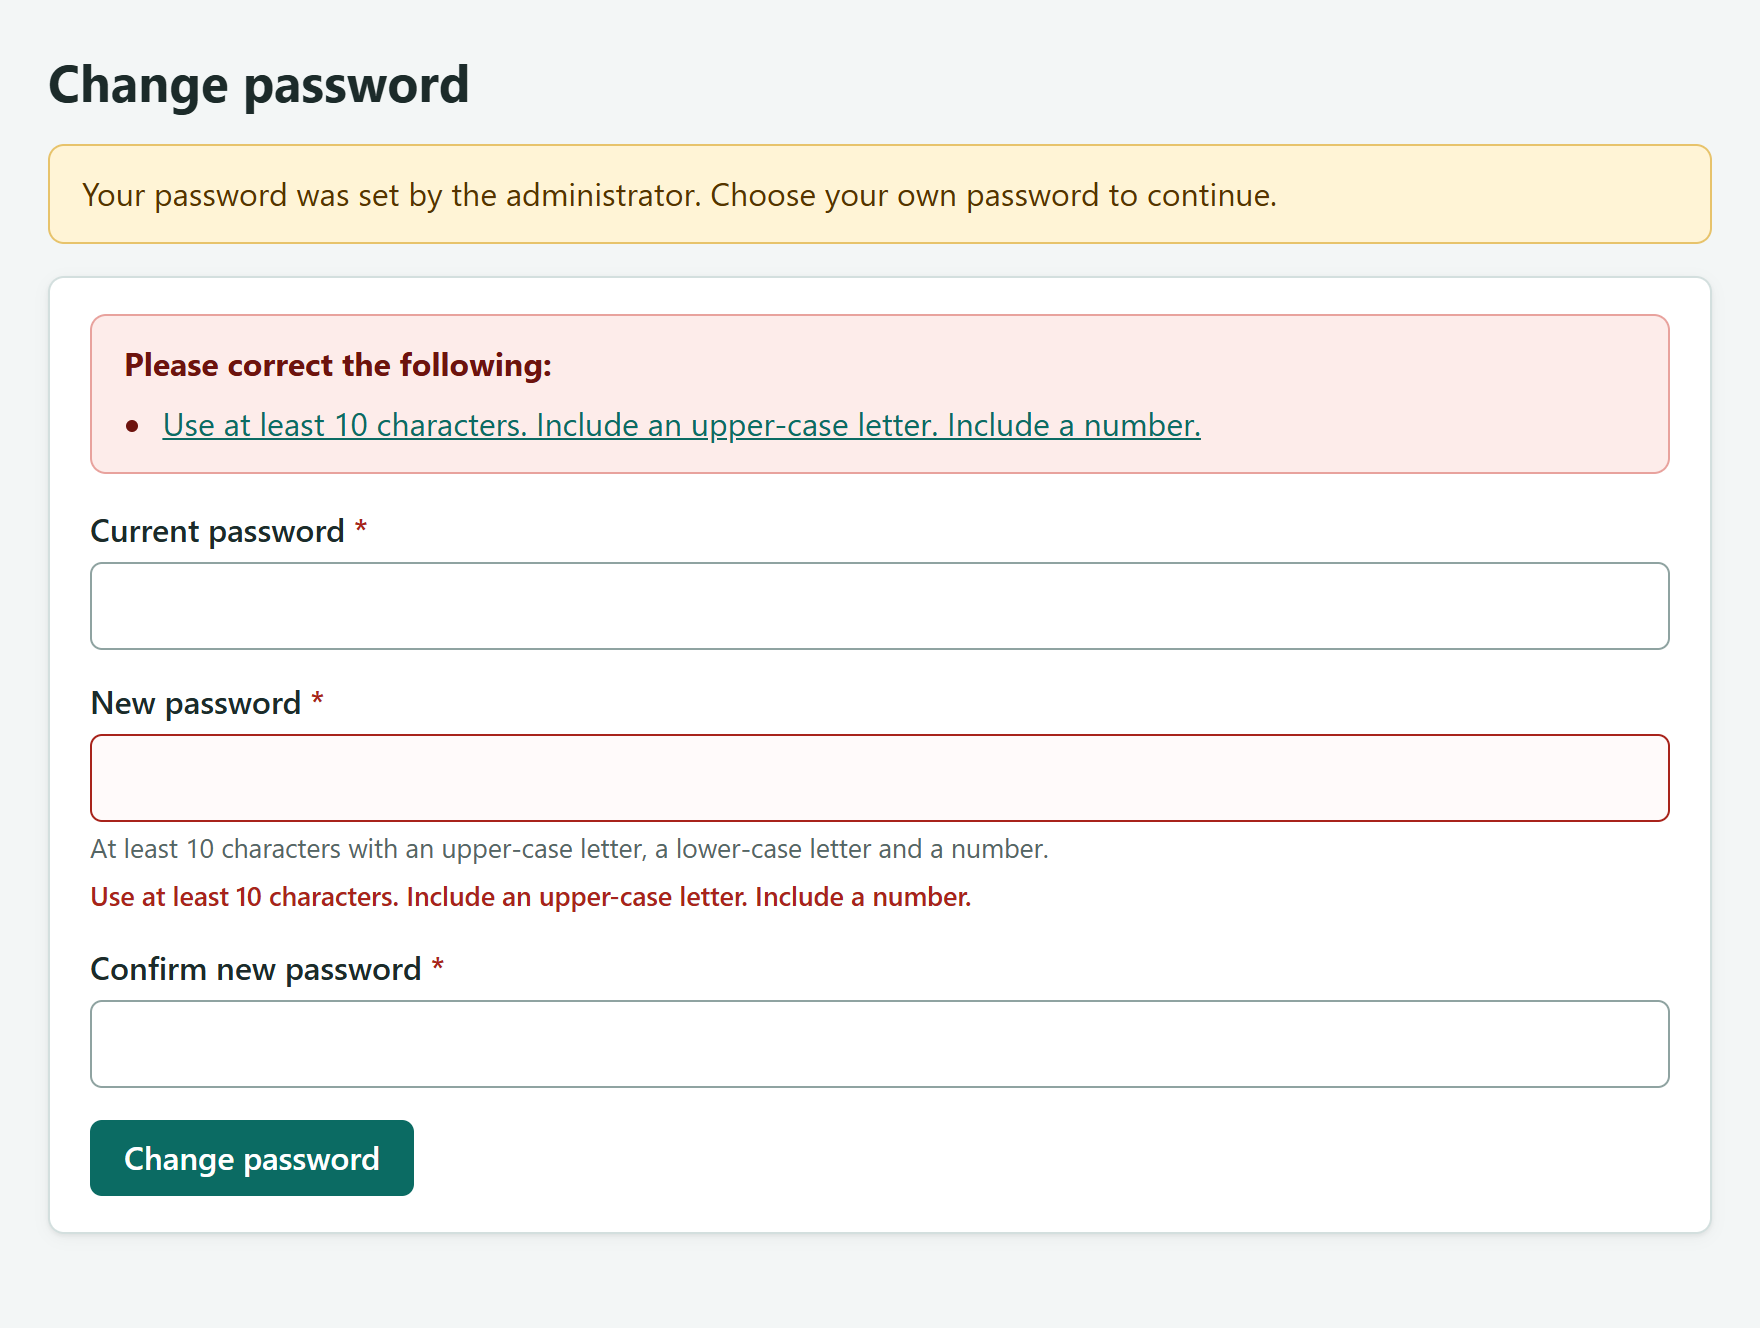 Change password
Your password was set by the administrator. Choose your own password to continue.
Please correct the following:
• Use at least 10 characters. Include an upper-case letter. Include a number.
Current password *
New password *
At least 10 characters with an upper-case letter, a lower-case letter and a number.
Use at least 10 characters. Include an upper-case letter. Include a number.
Confirm new password *
Change password